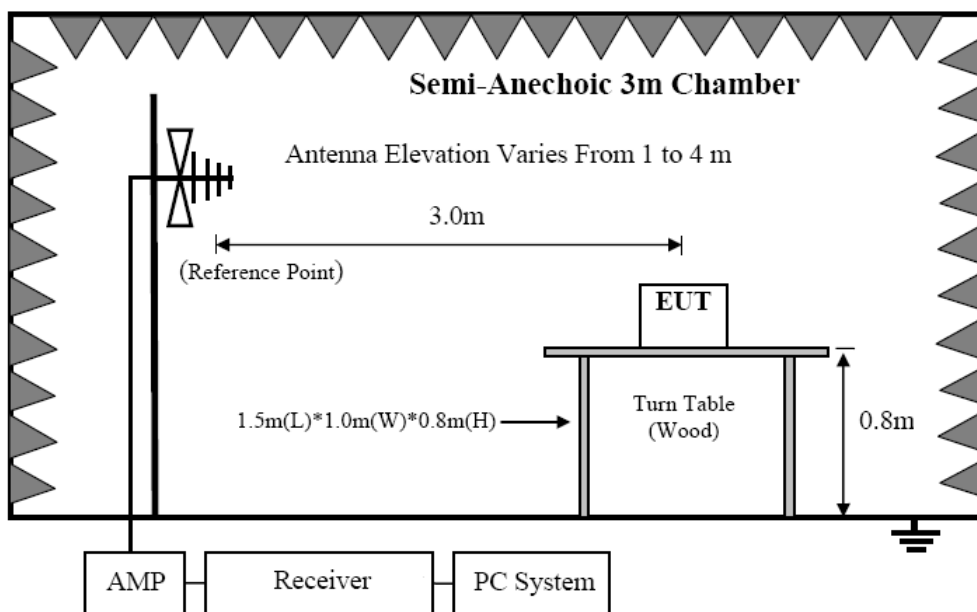 Semi-Anechoic 3m Chamber
Antenna Elevation Varies From 1 to 4 m
3.0m
(Reference Point)
EUT
1.5m(L)*1.0m(W)*0.8m(H)
Turn Table
(Wood)
0.8m
AMP
Receiver
PC System